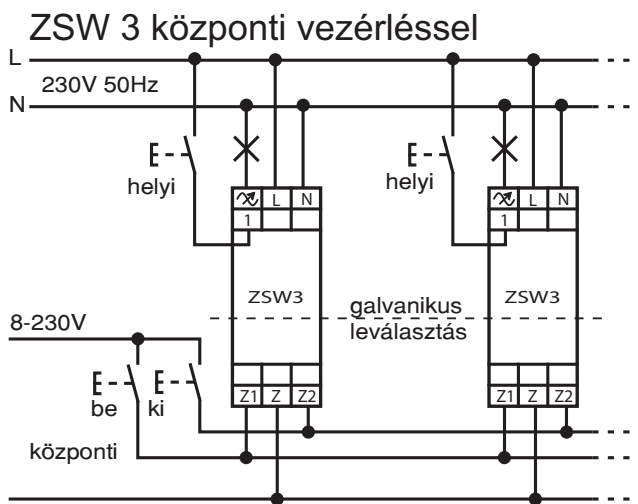 ZSW 3 központi vezérléssel
L
230V 50Hz
N
helyi
helyi
L N
L N
1
1
ZSW3
ZSW3
galvanikus
leválasztás
8-230V
be ki
Z1 Z Z2
Z1 Z Z2
központi